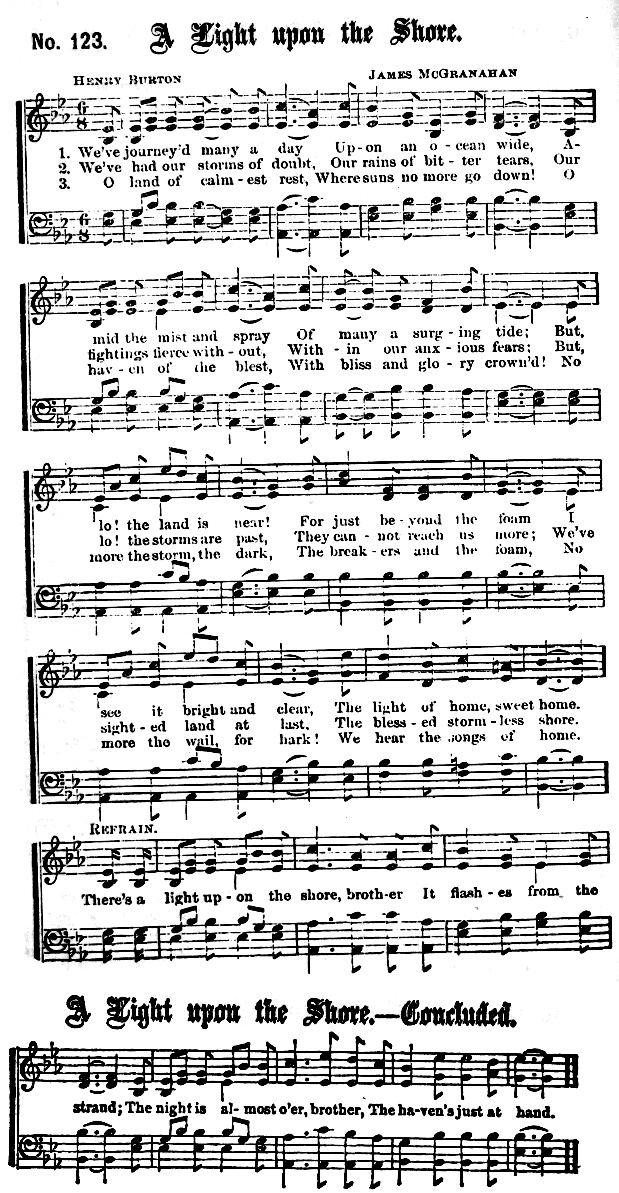 No. 123. A Light upon the Shore.
HENRY BURTON JAMES MCGRANAHAN
1. We've journey'd many a day Up-on an o-cean wide, A-
2. We've had our storms of doubt, Our rains of bit-ter tears, Our
3. O land of calm-est rest, Where suns no more go down! O
mid the mist and spray Of many a surg-ing tide; But,
fightings fierce with-out, With-in our anx-ious fears; But,
hav-en of the blest, With bliss and glo-ry crown'd! No
lo! the land is near! For just be-yond the foam I
lo! the storms are past, They can-not reach us more; We've
more the storm, the dark, The break-ers and the foam, No
see it bright and clear, The light of home, sweet home.
sight-ed land at last, The bless-ed storm-less shore.
more the wail, for hark! We hear the songs of home.
REFRAIN.
There's a light up-on the shore, broth-er It flash-es from the
A Light upon the Shore.—Concluded.
strand; The night is al-most o'er, brother, The ha-ven's just at hand.